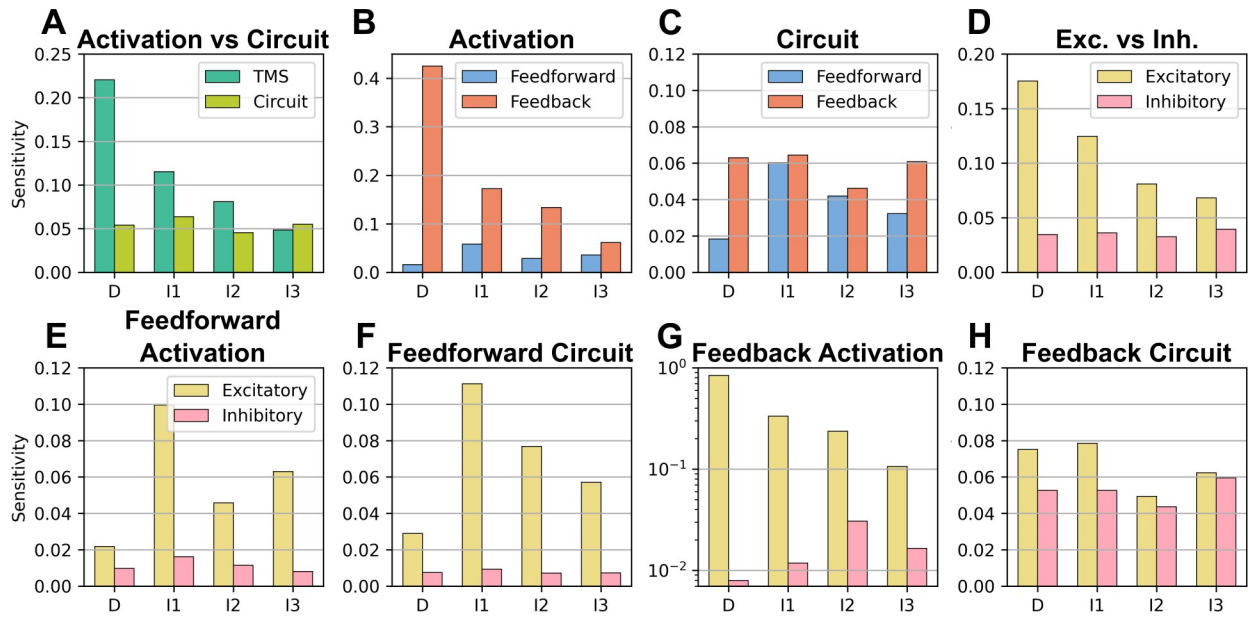 A
Activation vs Circuit
0.25
0.20
0.15
0.10
0.05
0.00
Sensitivity
TMS
Circuit
D I1 I2 I3
B
Activation
0.4
0.3
0.2
0.1
0.0
Feedforward
Feedback
D I1 I2 I3
C
Circuit
0.12
0.10
0.08
0.06
0.04
0.02
0.00
Feedforward
Feedback
D I1 I2 I3
D
Exc. vs Inh.
0.20
0.15
0.10
0.05
0.00
Excitatory
Inhibitory
D I1 I2 I3
E
Feedforward
Activation
0.12
0.10
0.08
0.06
0.04
0.02
0.00
Sensitivity
Excitatory
Inhibitory
D I1 I2 I3
F
Feedforward Circuit
0.12
0.10
0.08
0.06
0.04
0.02
0.00
D I1 I2 I3
G
Feedback Activation
10⁰
10⁻¹
10⁻²
D I1 I2 I3
H
Feedback Circuit
0.12
0.10
0.08
0.06
0.04
0.02
0.00
D I1 I2 I3